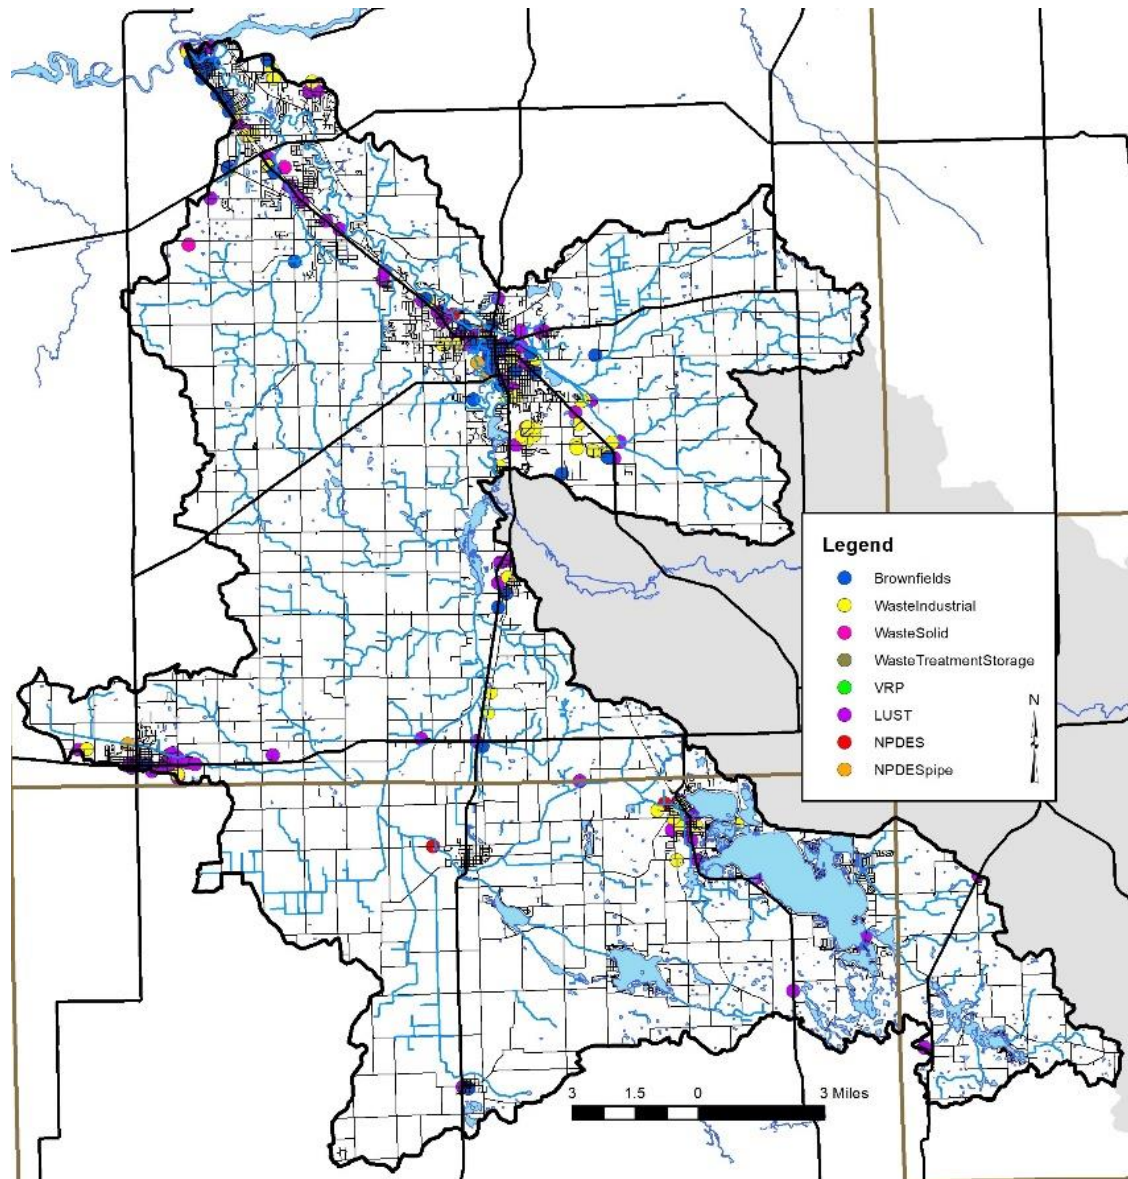 Legend
Brownfields
WasteIndustrial
WasteSolid
WasteTreatmentStorage
VRP
LUST
NPDES
NPDESpipe
N
3 1.5 0 3 Miles